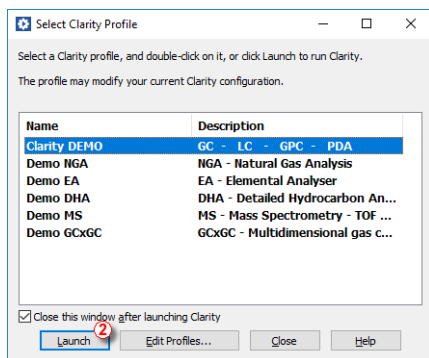 Select Clarity Profile
Select a Clarity profile, and double-click on it, or click Launch to run Clarity.
The profile may modify your current Clarity configuration.
Name Description
Clarity DEMO GC - LC - GPC - PDA
Demo NGA NGA - Natural Gas Analysis
Demo EA EA - Elemental Analyser
Demo DHA DHA - Detailed Hydrocarbon An...
Demo MS MS - Mass Spectrometry - TOF ...
Demo GCxGC GCxGC - Multidimensional gas c...
Close this window after launching Clarity
2
Launch Edit Profiles... Close Help